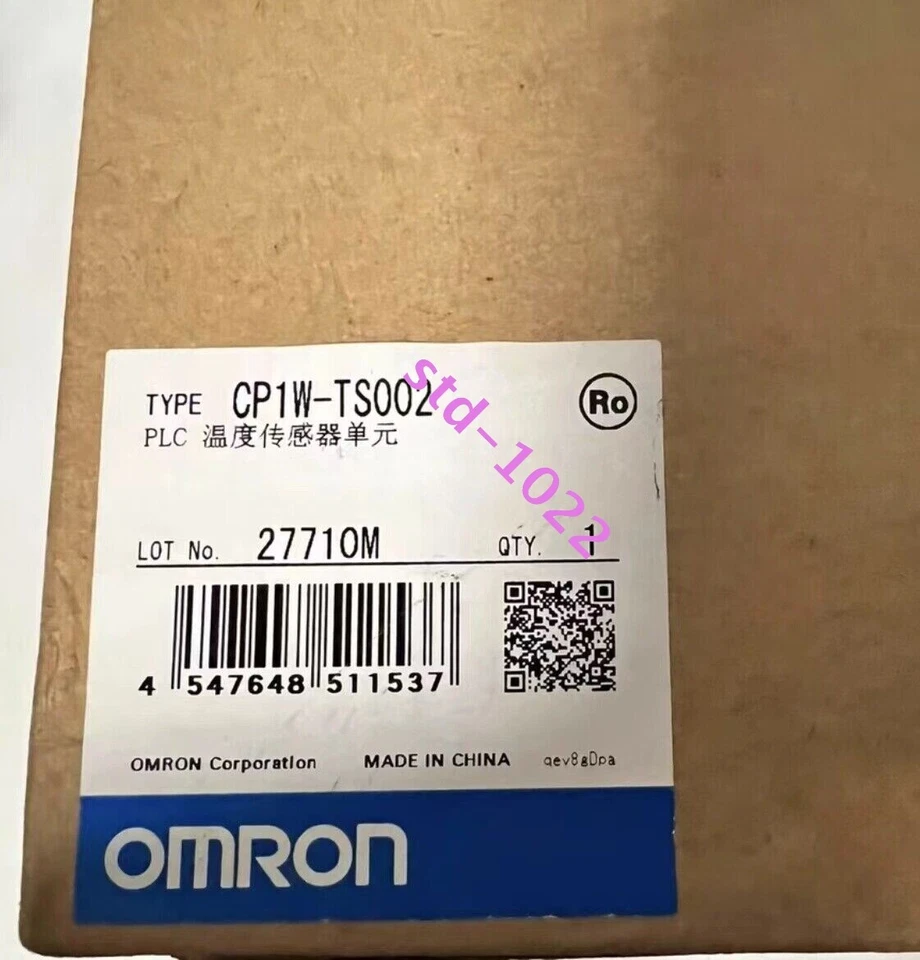 TYPE CP1W-TS002
Ro
PLC 温度传感器单元
std-1022
LOT No. 27710M QTY. 1
4 547648 511537
OMRON Corporation MADE IN CHINA qev8gDpa
OMRON